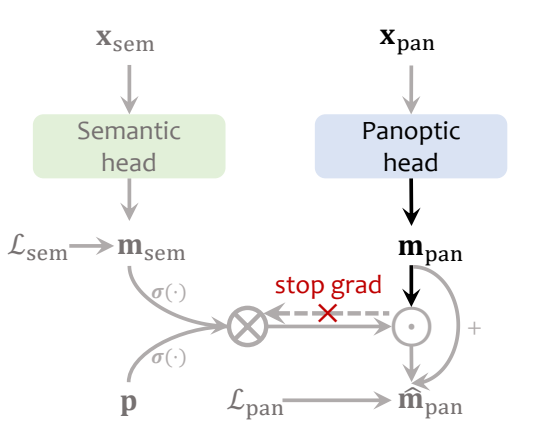 x_sem x_pan
Semantic head
Panoptic head
ℒ_sem m_sem m_pan
σ(·) stop grad
+
σ(·)
p ℒ_pan m̂_pan